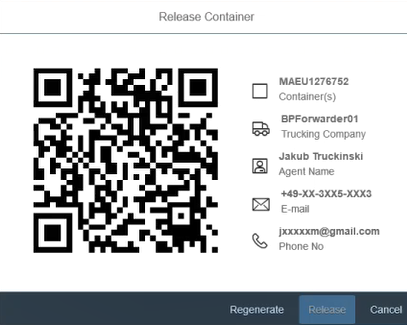 Release Container
MAEU1276752
Container(s)
BPForwarder01
Trucking Company
Jakub Truckinski
Agent Name
+49-XX-3XX5-XXX3
E-mail
jxxxxxm@gmail.com
Phone No
Regenerate
Release
Cancel